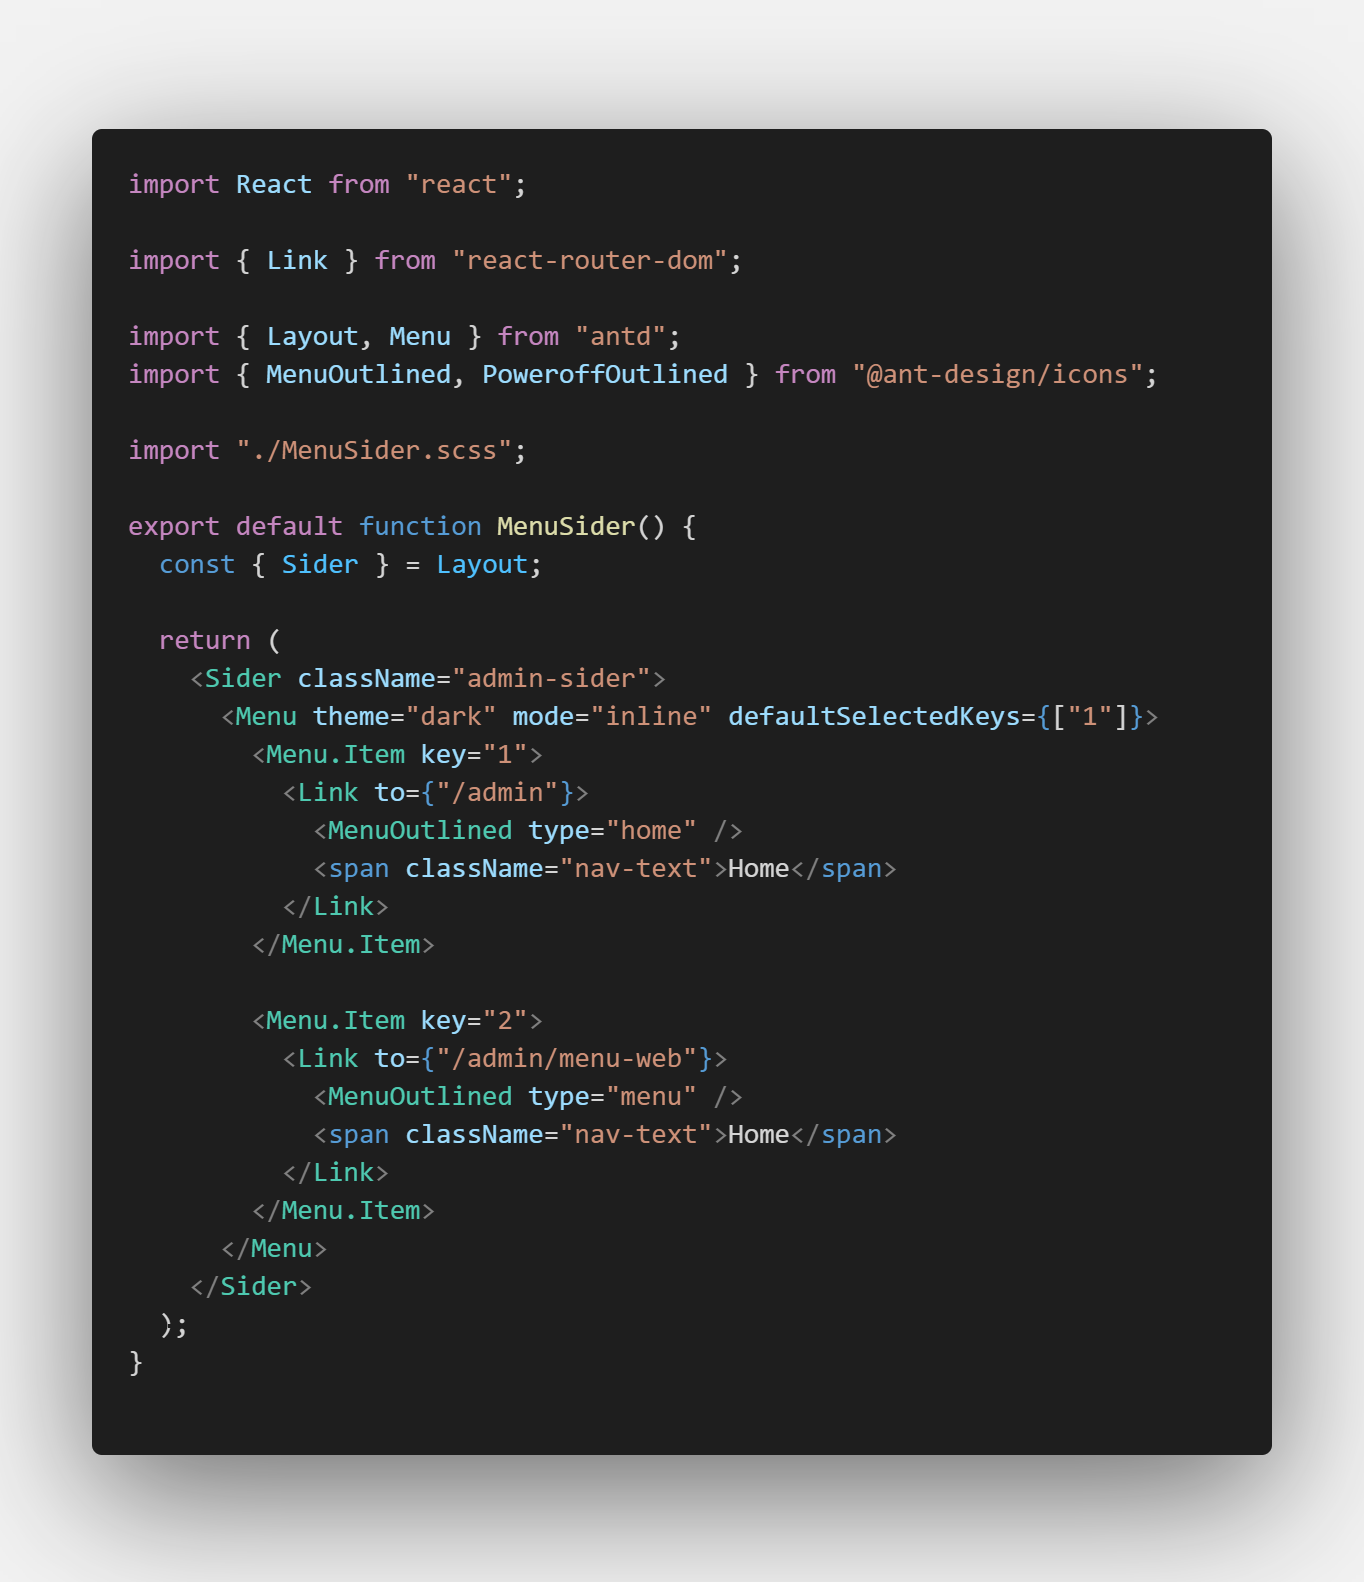 import React from "react";
import { Link } from "react-router-dom";
import { Layout, Menu } from "antd";
import { MenuOutlined, PoweroffOutlined } from "@ant-design/icons";
import "./MenuSider.scss";
export default function MenuSider() {
  const { Sider } = Layout;
  return (
    <Sider className="admin-sider">
      <Menu theme="dark" mode="inline" defaultSelectedKeys={["1"]}>
        <Menu.Item key="1">
          <Link to={"/admin"}>
            <MenuOutlined type="home" />
            <span className="nav-text">Home</span>
          </Link>
        </Menu.Item>
        <Menu.Item key="2">
          <Link to={"/admin/menu-web"}>
            <MenuOutlined type="menu" />
            <span className="nav-text">Home</span>
          </Link>
        </Menu.Item>
      </Menu>
    </Sider>
  );
}